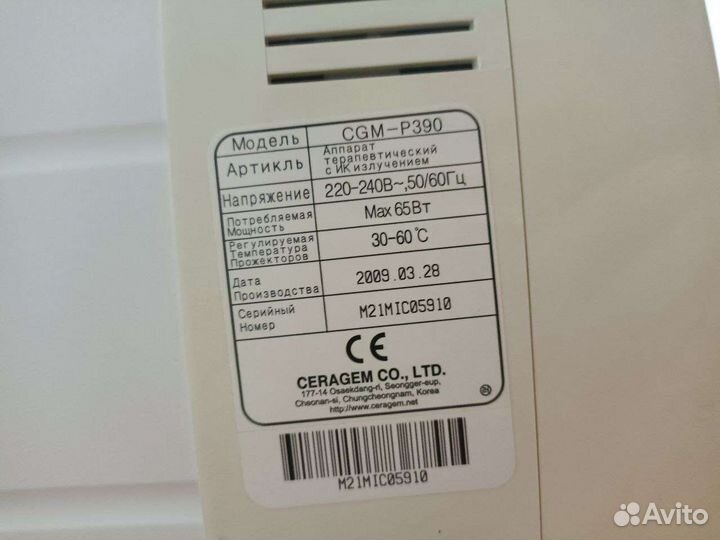 Модель CGM-P390
Артикль Аппарат
терапевтический
с ИК излучением
Напряжение 220-240В~,50/60Гц
Потребляемая
Мощность Max 65Вт
Регулируемая
Температура
Прожекторов 30-60℃
Дата
Производства 2009.03.28
Серийный
Номер M21MIC05910
CE
CERAGEM CO., LTD.
177-14 Osaekdang-ri, Seongger-eup,
Cheonan-si, Chungcheongnam, Korea
http://www.ceragem.net
M21MIC05910
Avito